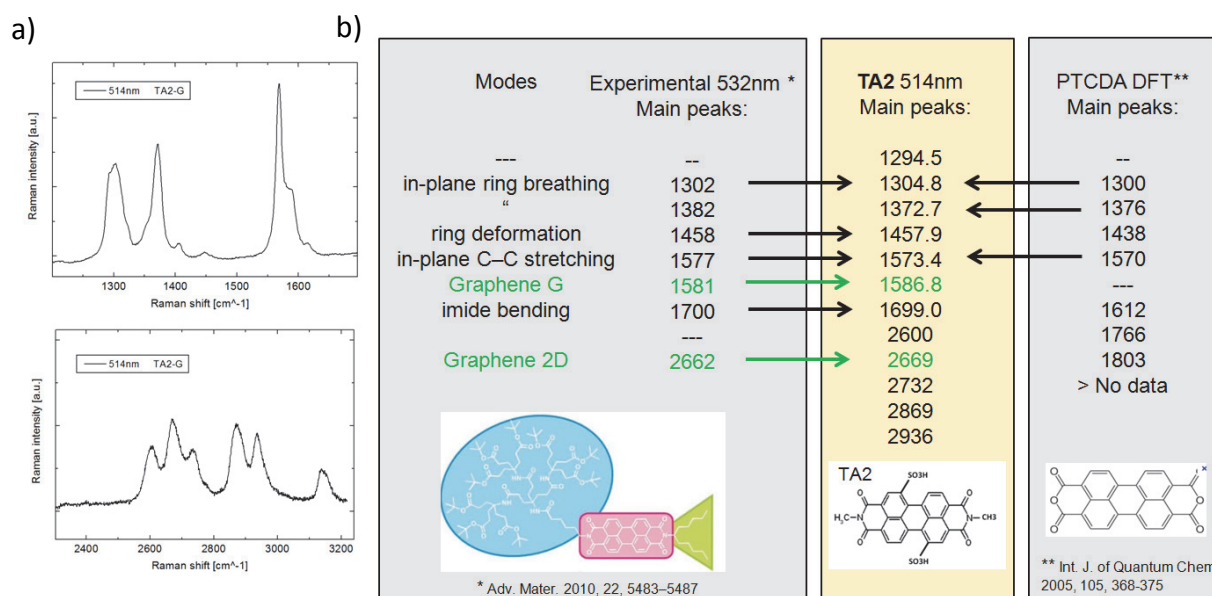 a)
514nm TA2-G
Raman intensity [a.u.]
1300 1400 1500 1600
Raman shift [cm^-1]
514nm TA2-G
Raman intensity [a.u.]
2400 2600 2800 3000 3200
Raman shift [cm^-1]
b)
Modes Experimental 532nm *
Main peaks:
--- --
in-plane ring breathing 1302
“ 1382
ring deformation 1458
in-plane C–C stretching 1577
Graphene G 1581
imide bending 1700
---
Graphene 2D 2662
* Adv. Mater. 2010, 22, 5483–5487
TA2 514nm
Main peaks:
1294.5
1304.8
1372.7
1457.9
1573.4
1586.8
1699.0
2600
2669
2732
2869
2936
TA2
SO3H
H3C N N CH3
SO3H
PTCDA DFT**
Main peaks:
--
1300
1376
1438
1570
---
1612
1766
1803
> No data
** Int. J. of Quantum Chem
2005, 105, 368-375